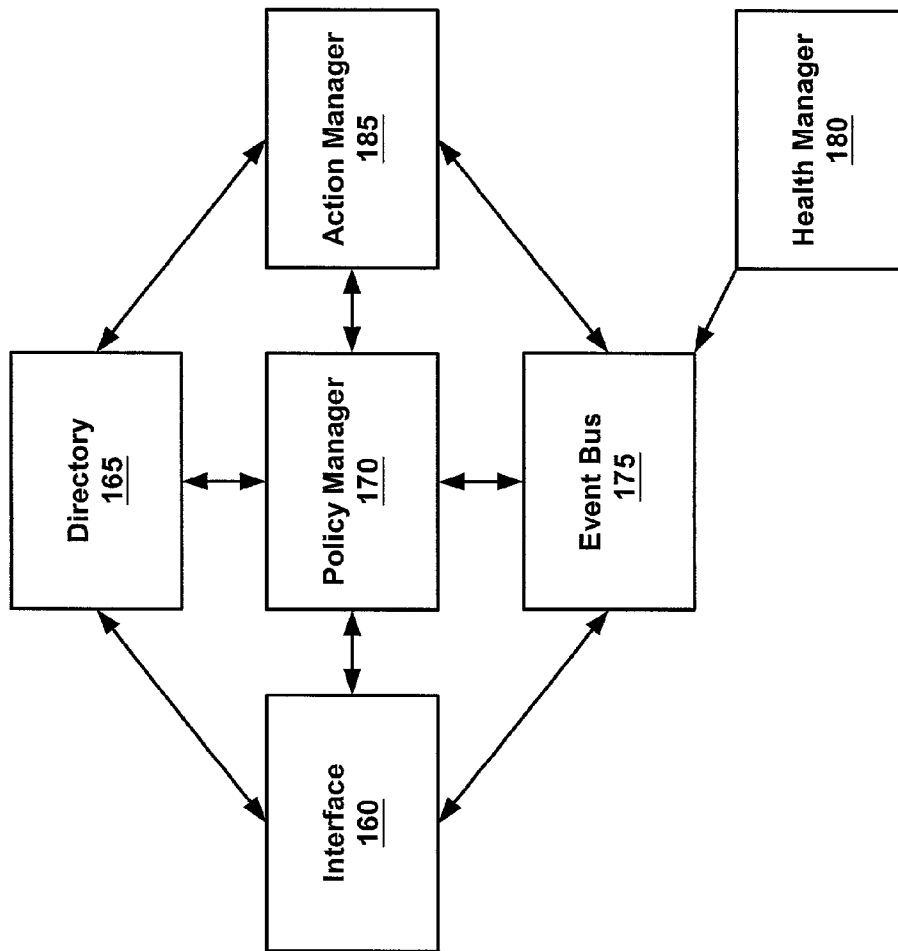 Directory
165
Interface
160
Policy Manager
170
Action Manager
185
Event Bus
175
Health Manager
180